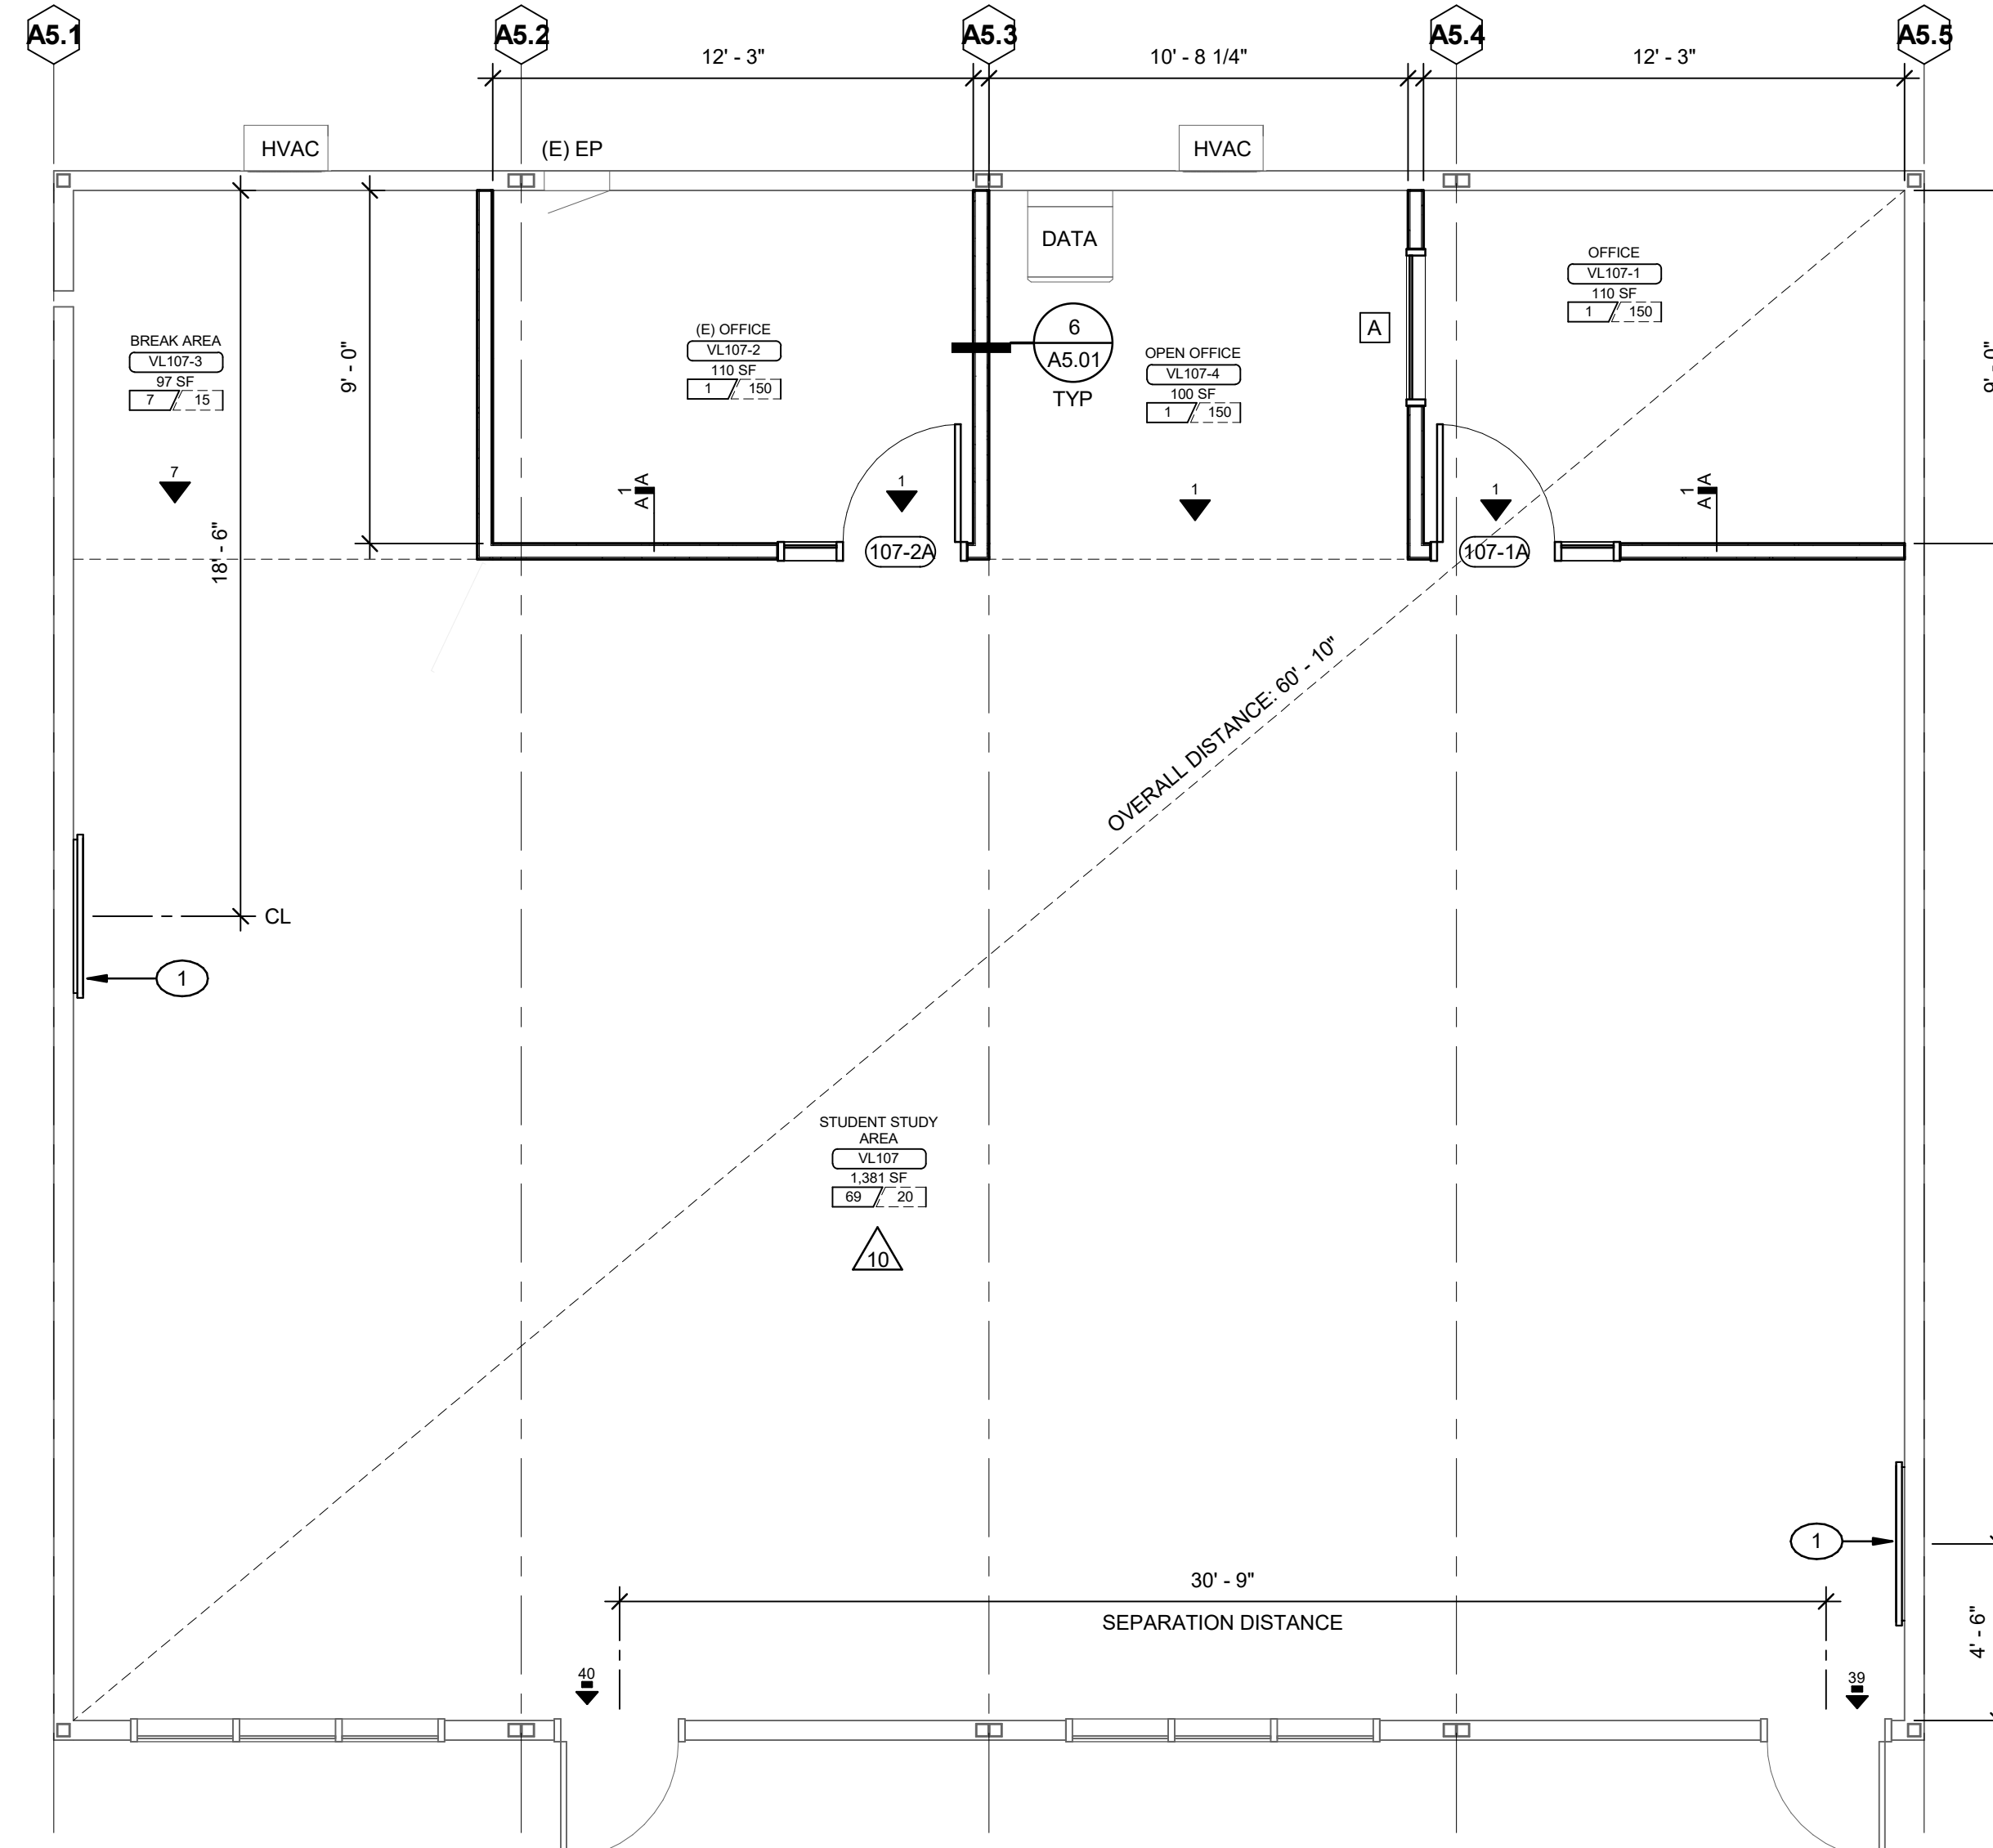 A5.1
A5.2
A5.3
A5.4
A5.5
12' - 3"
10' - 8 1/4"
12' - 3"
HVAC
(E) EP
HVAC
DATA
OFFICE
VL107-1
110 SF
1 150
6
A5.01
TYP
A
(E) OFFICE
VL107-2
110 SF
1 150
BREAK AREA
VL107-3
97 SF
7 15
OPEN OFFICE
VL107-4
100 SF
1 150
9' - 0"
9' - 0"
18' - 6"
7
1
1
1
1
A A
1
A A
107-2A
107-1A
OVERALL DISTANCE: 60' - 10"
CL
1
STUDENT STUDY
AREA
VL107
1,381 SF
69 20
10
1
30' - 9"
SEPARATION DISTANCE
4' - 6"
40
39